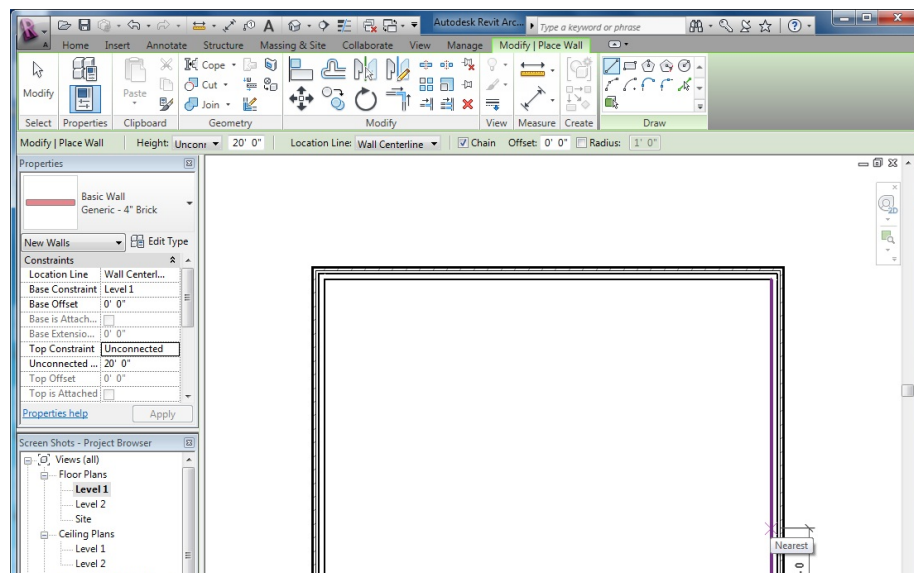 Autodesk Revit Arc... Type a keyword or phrase
Home Insert Annotate Structure Massing & Site Collaborate View Manage Modify | Place Wall
Modify Paste Cope Cut Join
Select Properties Clipboard Geometry Modify View Measure Create Draw
Modify | Place Wall Height: Unconr 20' 0" Location Line: Wall Centerline Chain Offset: 0' 0" Radius: 1' 0"
Properties
Basic Wall
Generic - 4" Brick
New Walls Edit Type
Constraints
Location Line Wall Centerl...
Base Constraint Level 1
Base Offset 0' 0"
Base is Attach...
Base Extensio... 0' 0"
Top Constraint Unconnected
Unconnected ... 20' 0"
Top Offset 0' 0"
Top is Attached
Properties help Apply
Screen Shots - Project Browser
Views (all)
Floor Plans
Level 1
Level 2
Site
Ceiling Plans
Level 1
Level 2
2D
Nearest